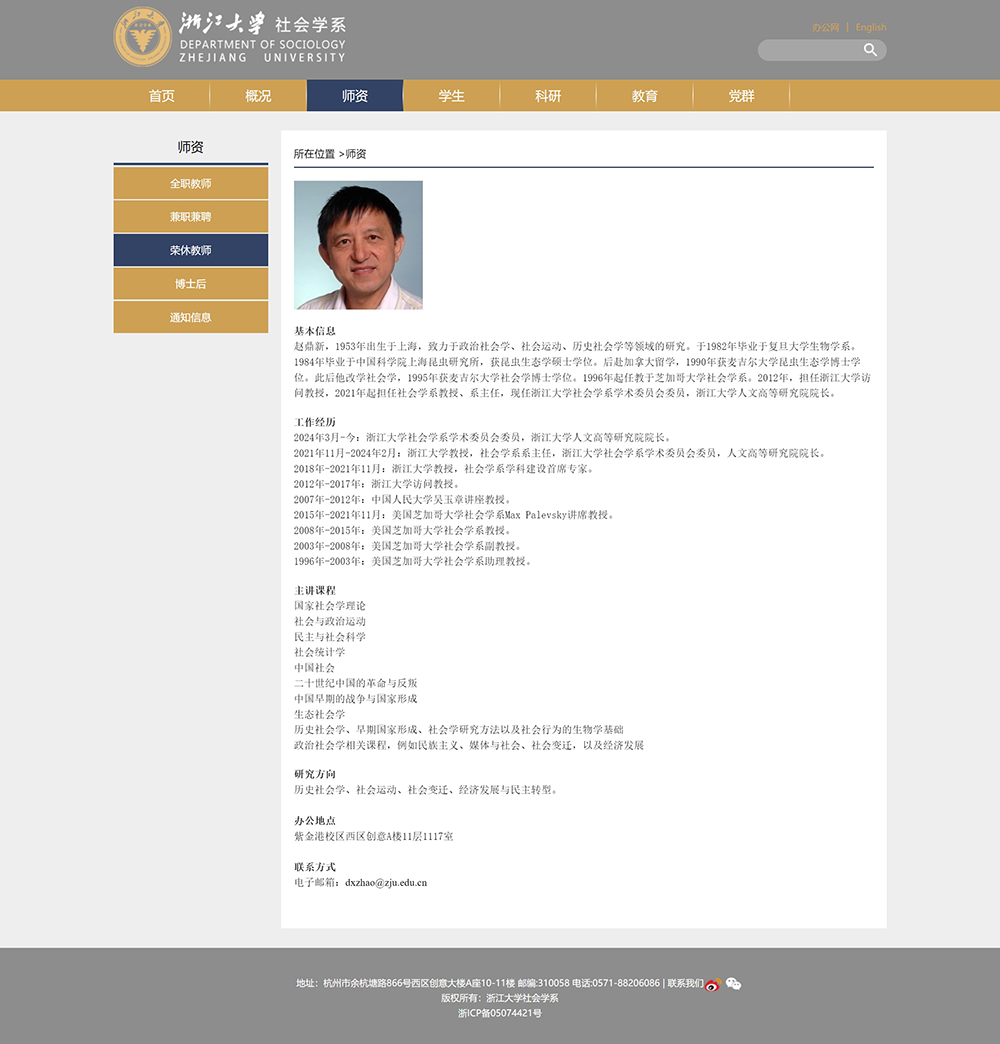 浙江大学 社会学系
DEPARTMENT OF SOCIOLOGY
ZHEJIANG UNIVERSITY
办公网 | English
首页 概况 师资 学生 科研 教育 党群
师资
全职教师
兼职兼聘
荣休教师
博士后
通知信息
所在位置 >师资
基本信息
赵鼎新，1953年出生于上海，致力于政治社会学、社会运动、历史社会学等领域的研究。于1982年毕业于复旦大学生物学系。
1984年毕业于中国科学院上海昆虫研究所，获昆虫生态学硕士学位。后赴加拿大留学，1990年获麦吉尔大学昆虫生态学博士学
位。此后他改学社会学，1995年获麦吉尔大学社会学博士学位。1996年起任教于芝加哥大学社会学系。2012年，担任浙江大学访
问教授，2021年起担任社会学系教授、系主任，现任浙江大学社会学系学术委员会委员，浙江大学人文高等研究院院长。
工作经历
2024年3月-今：浙江大学社会学系学术委员会委员，浙江大学人文高等研究院院长。
2021年11月-2024年2月：浙江大学教授，社会学系系主任，浙江大学社会学系学术委员会委员，人文高等研究院院长。
2018年-2021年11月：浙江大学教授，社会学系学科建设首席专家。
2012年-2017年：浙江大学访问教授。
2007年-2012年：中国人民大学吴玉章讲座教授。
2015年-2021年11月：美国芝加哥大学社会学系Max Palevsky讲席教授。
2008年-2015年：美国芝加哥大学社会学系教授。
2003年-2008年：美国芝加哥大学社会学系副教授。
1996年-2003年：美国芝加哥大学社会学系助理教授。
主讲课程
国家社会学理论
社会与政治运动
民主与社会科学
社会统计学
中国社会
二十世纪中国的革命与反叛
中国早期的战争与国家形成
生态社会学
历史社会学、早期国家形成、社会学研究方法以及社会行为的生物学基础
政治社会学相关课程，例如民族主义、媒体与社会、社会变迁，以及经济发展
研究方向
历史社会学、社会运动、社会变迁、经济发展与民主转型。
办公地点
紫金港校区西区创意A楼11层1117室
联系方式
电子邮箱：dxzhao@zju.edu.cn
地址：杭州市余杭塘路866号西区创意大楼A座10-11楼 邮编:310058 电话:0571-88206086 | 联系我们
版权所有：浙江大学社会学系
浙ICP备05074421号